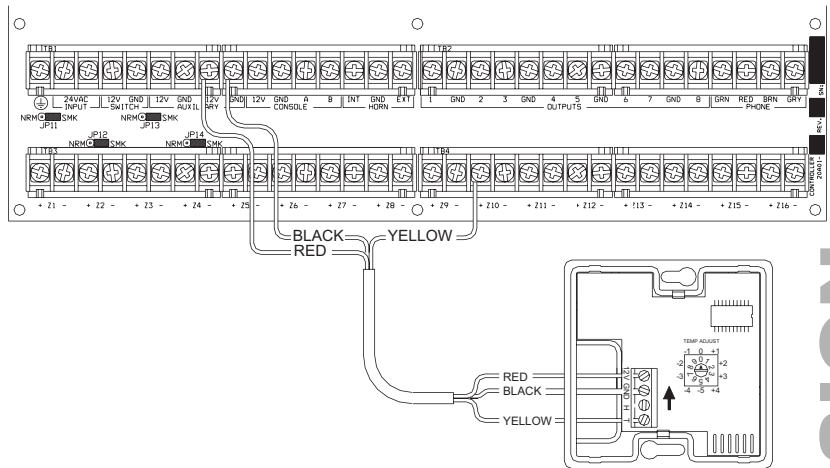 TB1
TB2
24VAC INPUT
12V GND SWITCH
12V GND 12V GND AUXILIARY
12V GND A B CONSOLE
INT GND EXT HORN
1 GND 2 3 GND 4 5 GND 6 7 GND 8 OUTPUTS
GRN RED BRN GRY PHONE
SN:
REV.
CONTROLLER
20401-
NRM SMK JP11
NRM SMK JP13
JP12 NRM SMK
JP14 NRM SMK
TB3
TB4
+ Z1 - + Z2 - + Z3 - + Z4 - + Z5 - + Z6 - + Z7 - + Z8 - + Z9 - + Z10 - + Z11 - + Z12 - + Z13 - + Z14 - + Z15 - + Z16 -
BLACK YELLOW
RED
TEMP ADJUST
-1 0 +1
-2 +2
-3 +3
-4 -5 +4
RED
BLACK
YELLOW
12V GND H T